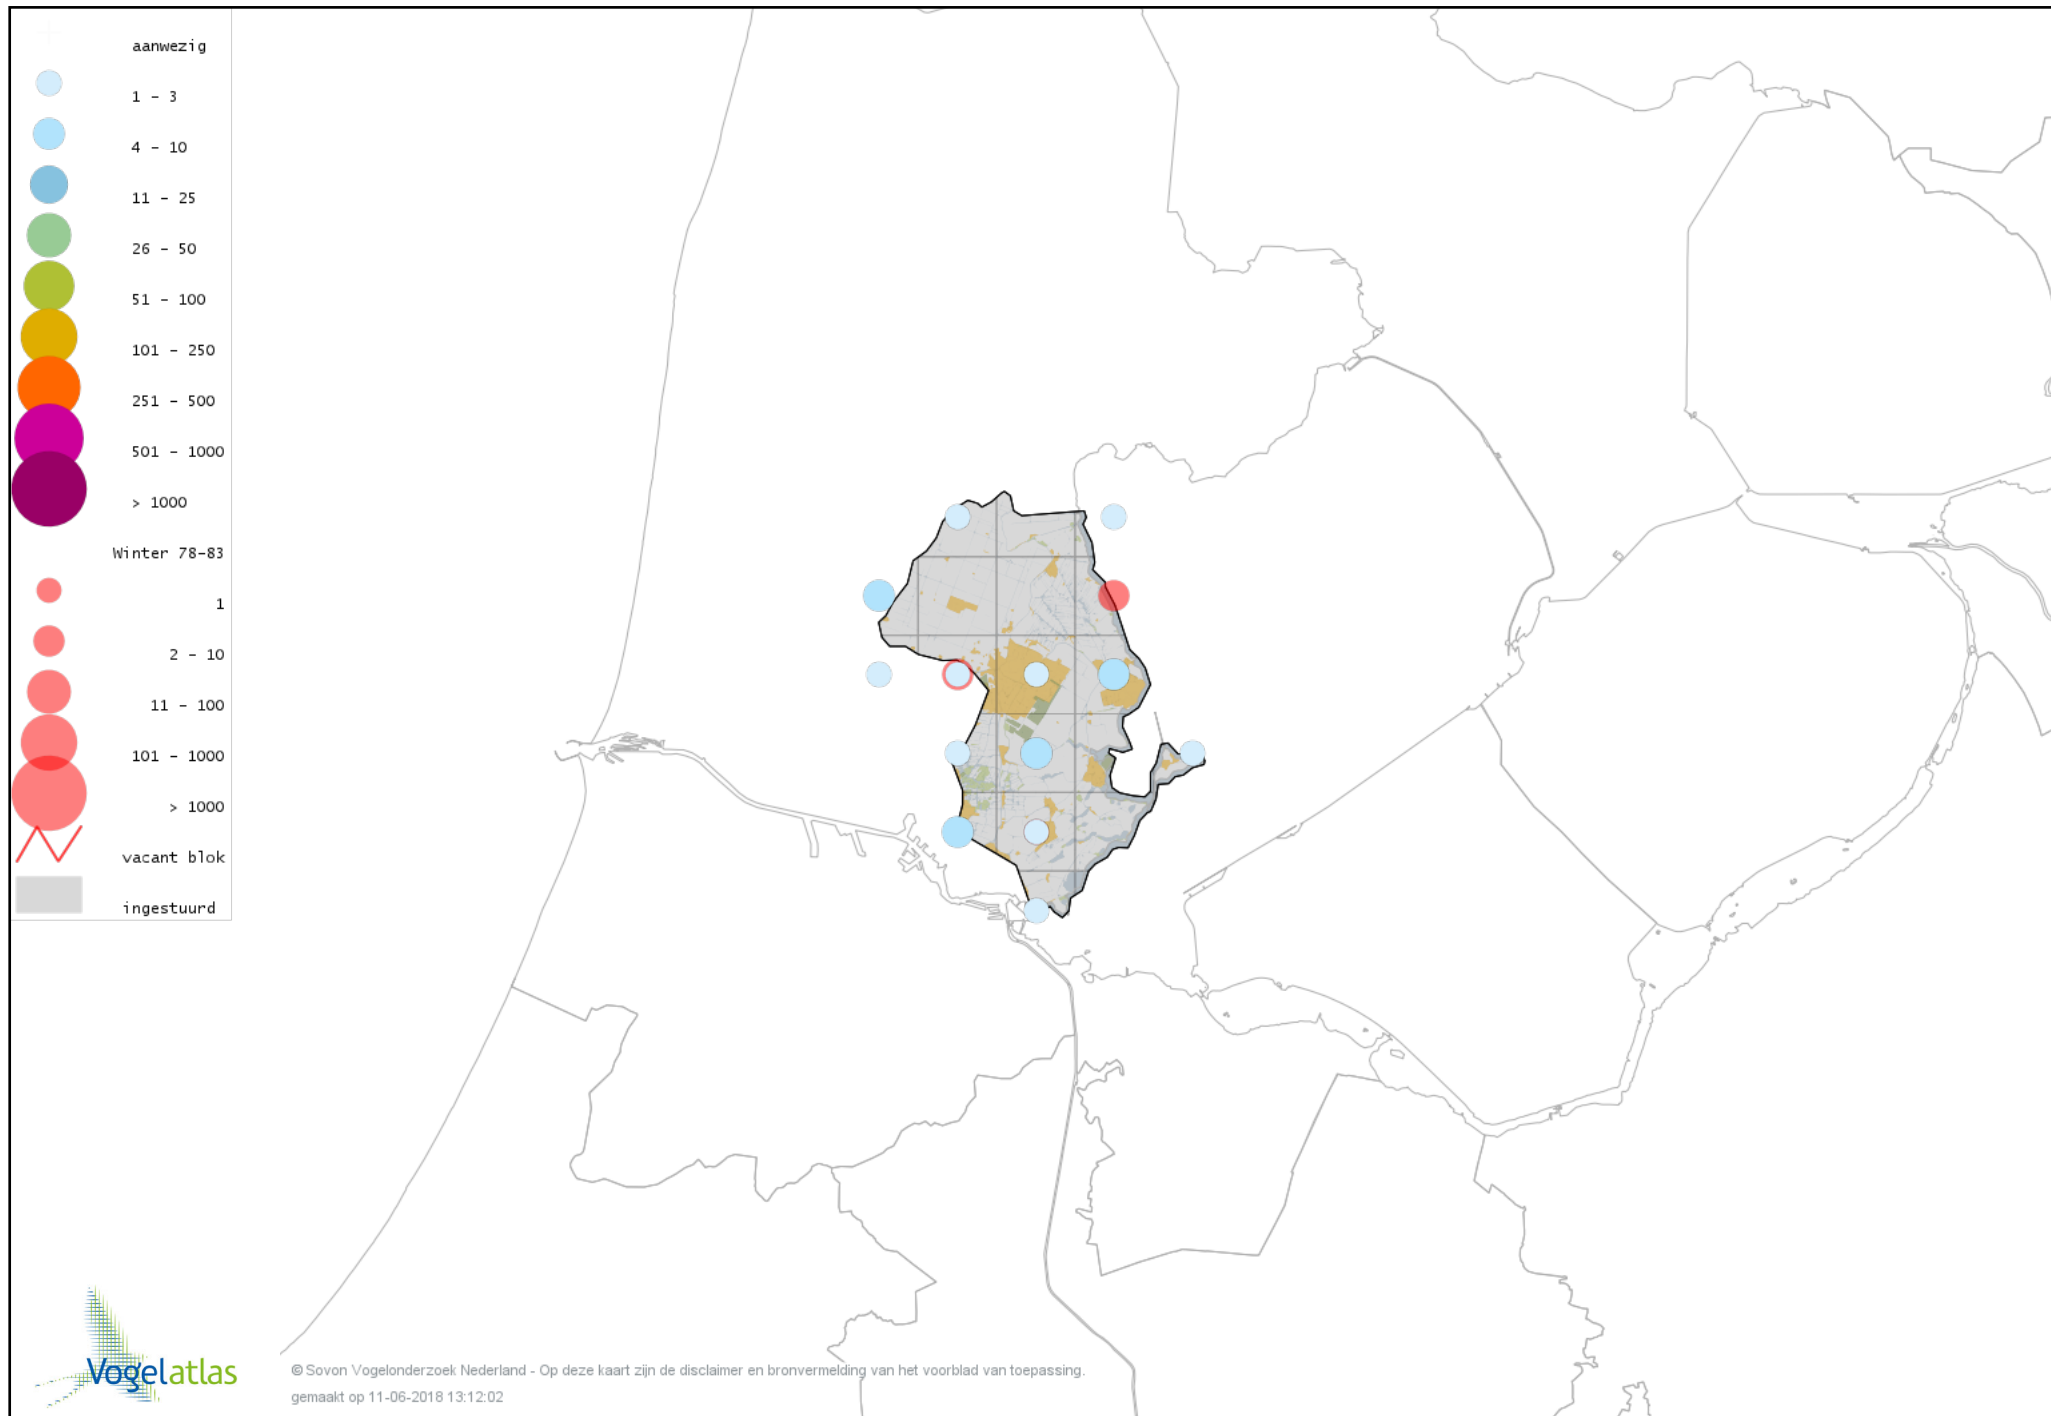 aanwezig
1 - 3
4 - 10
11 - 25
26 - 50
51 - 100
101 - 250
251 - 500
501 - 1000
> 1000
Winter 78-83
1
2 - 10
11 - 100
101 - 1000
> 1000
vacant blok
ingestuurd
Vogelatlas
© Sovon Vogelonderzoek Nederland - Op deze kaart zijn de disclaimer en bronvermelding van het voorblad van toepassing.
gemaakt op 11-06-2018 13:12:02